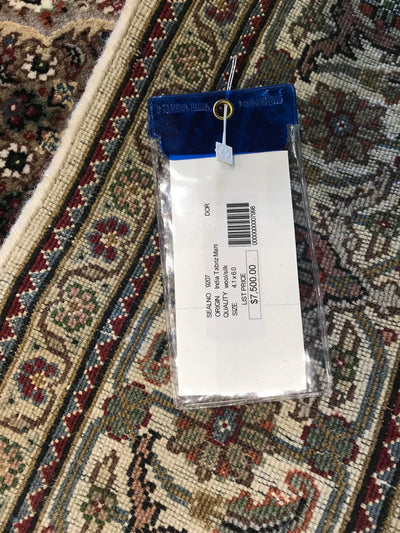 DOR
000000007998
SEALNO 9207
ORIGIN India Tabriz Mahi
QUALITY wool/silk
SIZE 4.1 x 6.0
LIST PRICE
$7,500.00